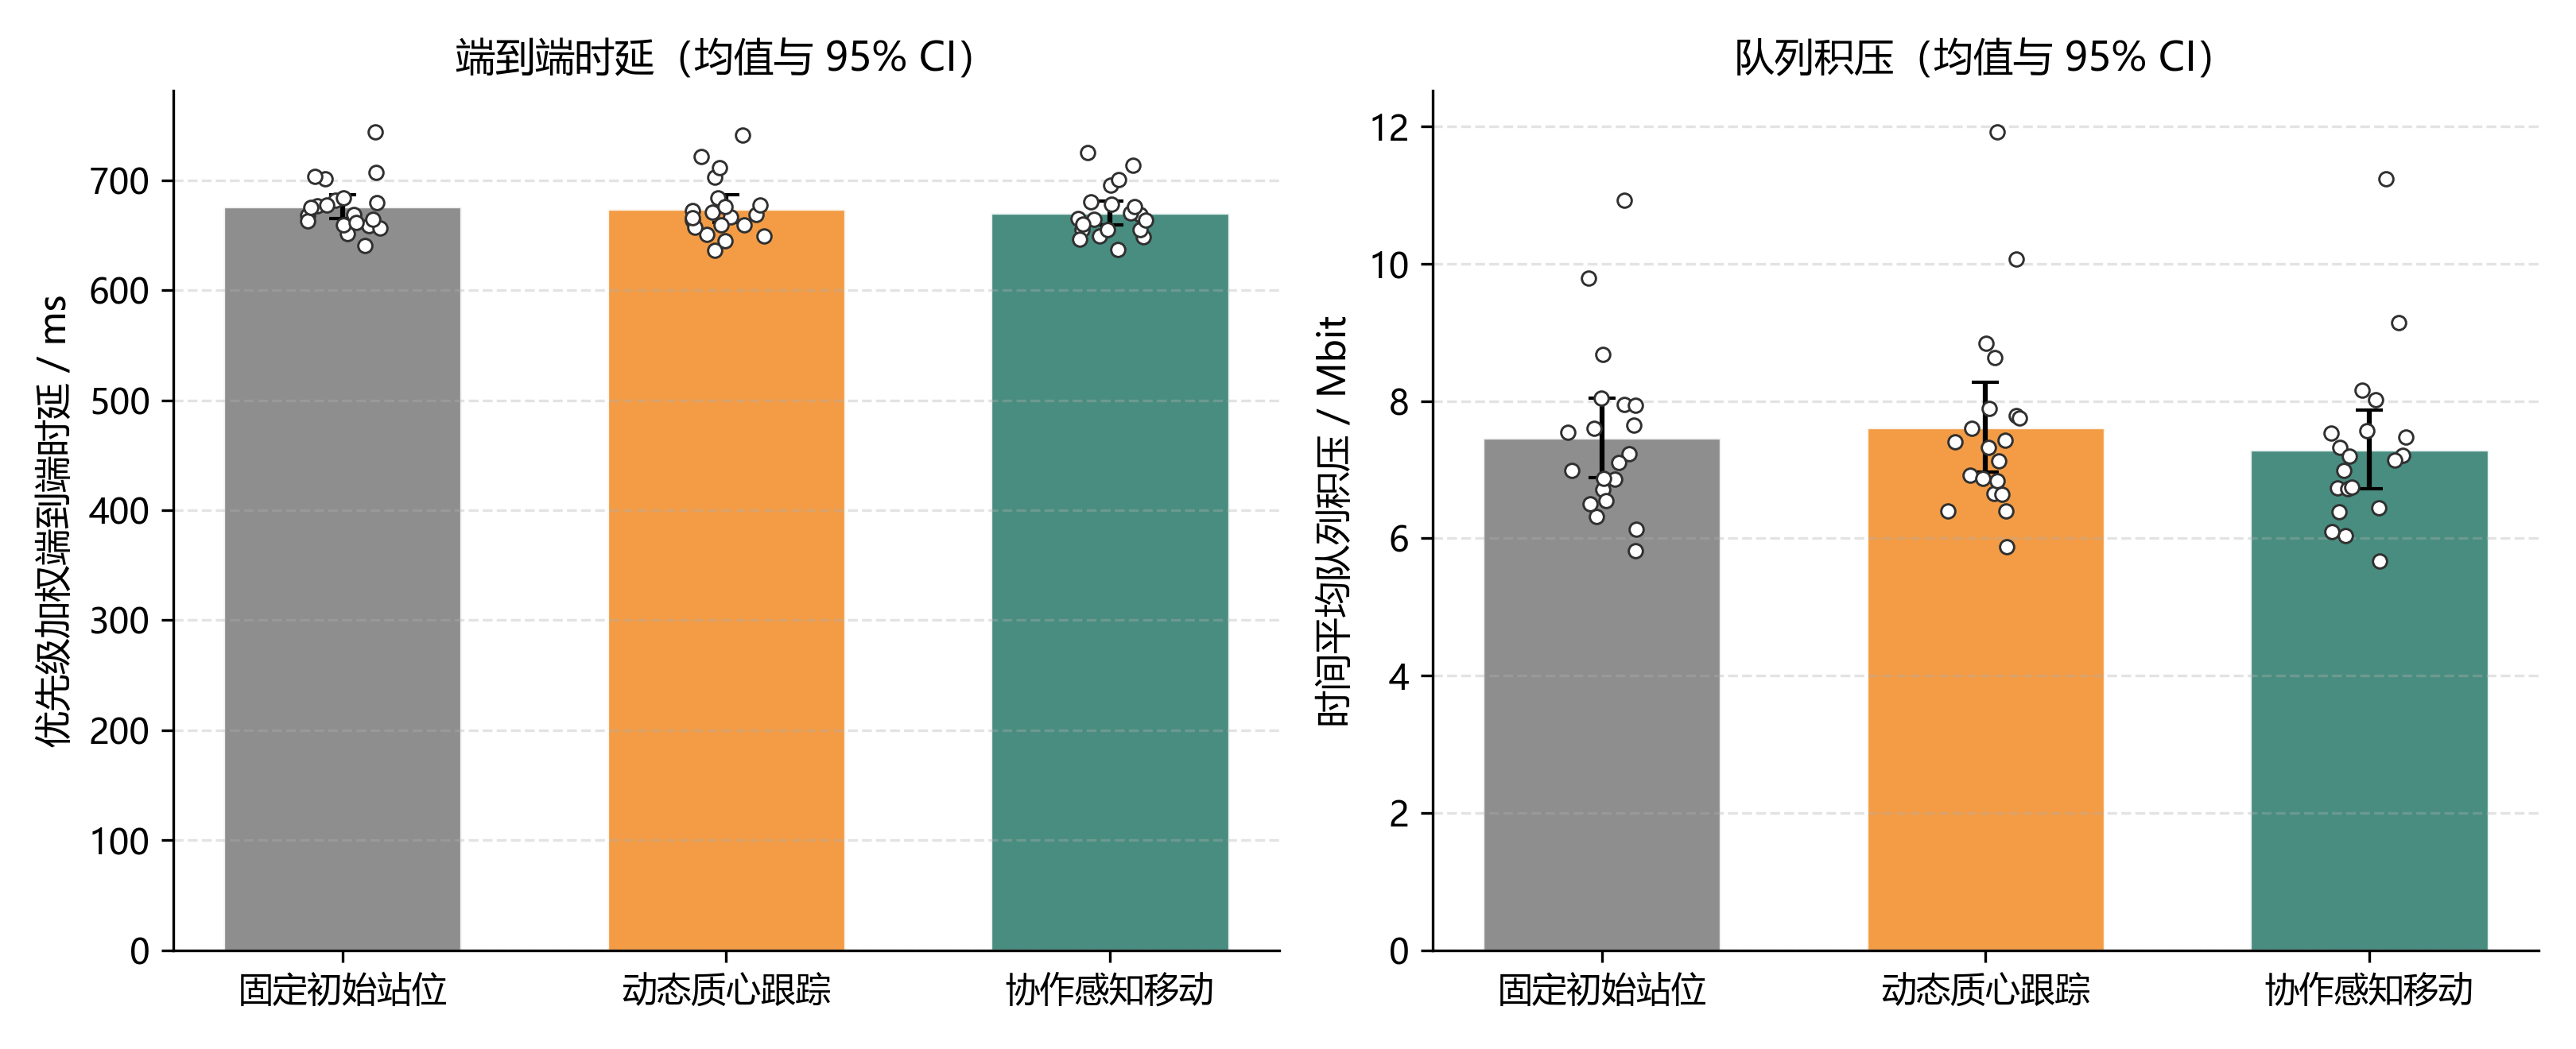 端到端时延（均值与 95% CI）
优先级加权端到端时延 / ms
700
600
500
400
300
200
100
0
固定初始站位
动态质心跟踪
协作感知移动
队列积压（均值与 95% CI）
时间平均队列积压 / Mbit
12
10
8
6
4
2
0
固定初始站位
动态质心跟踪
协作感知移动